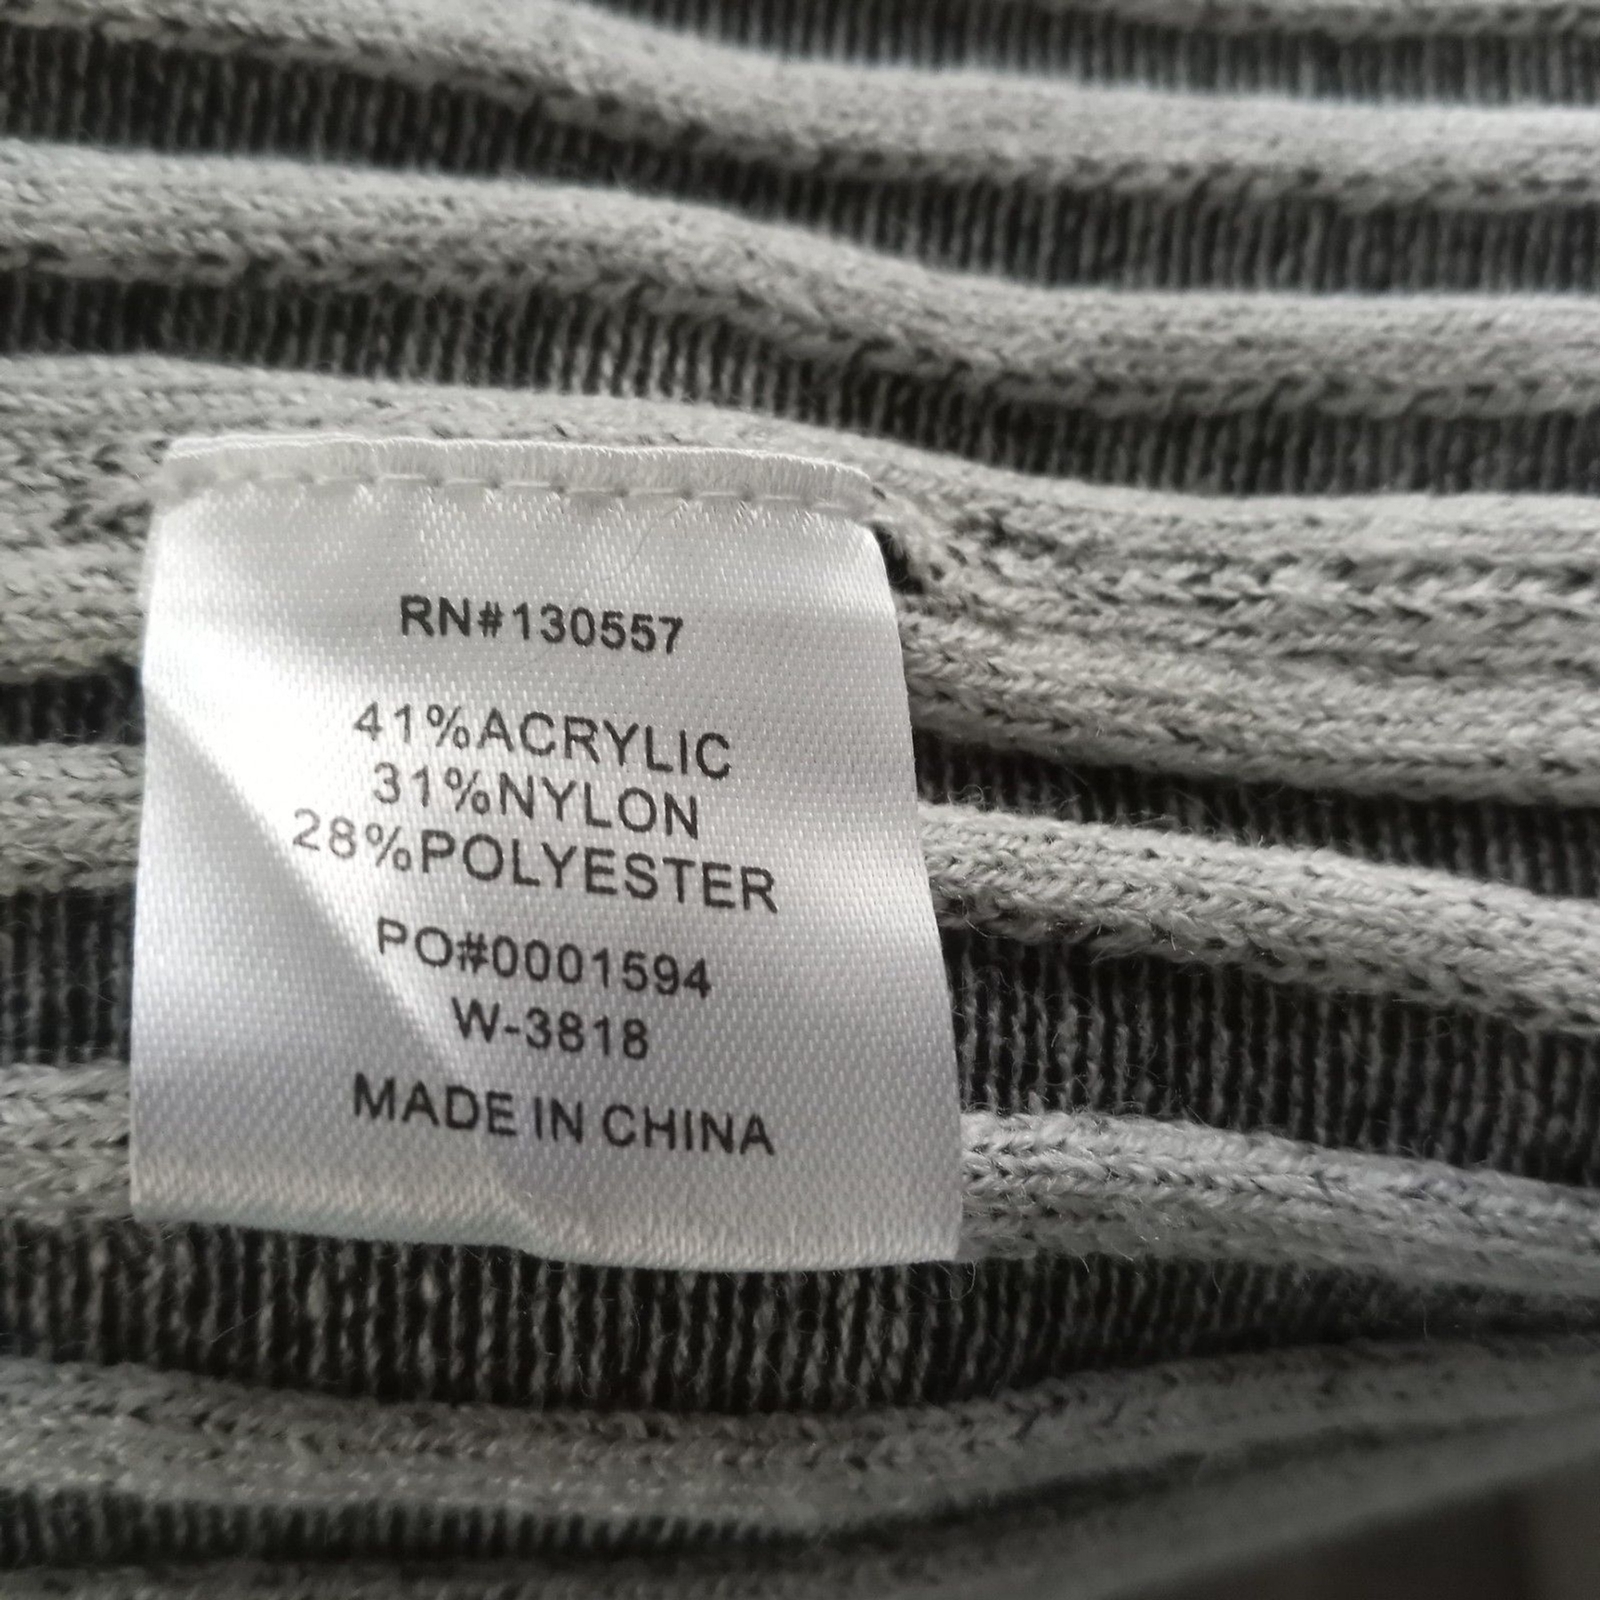 RN#130557
41%ACRYLIC
31%NYLON
28%POLYESTER
PO#0001594
W-3818
MADE IN CHINA